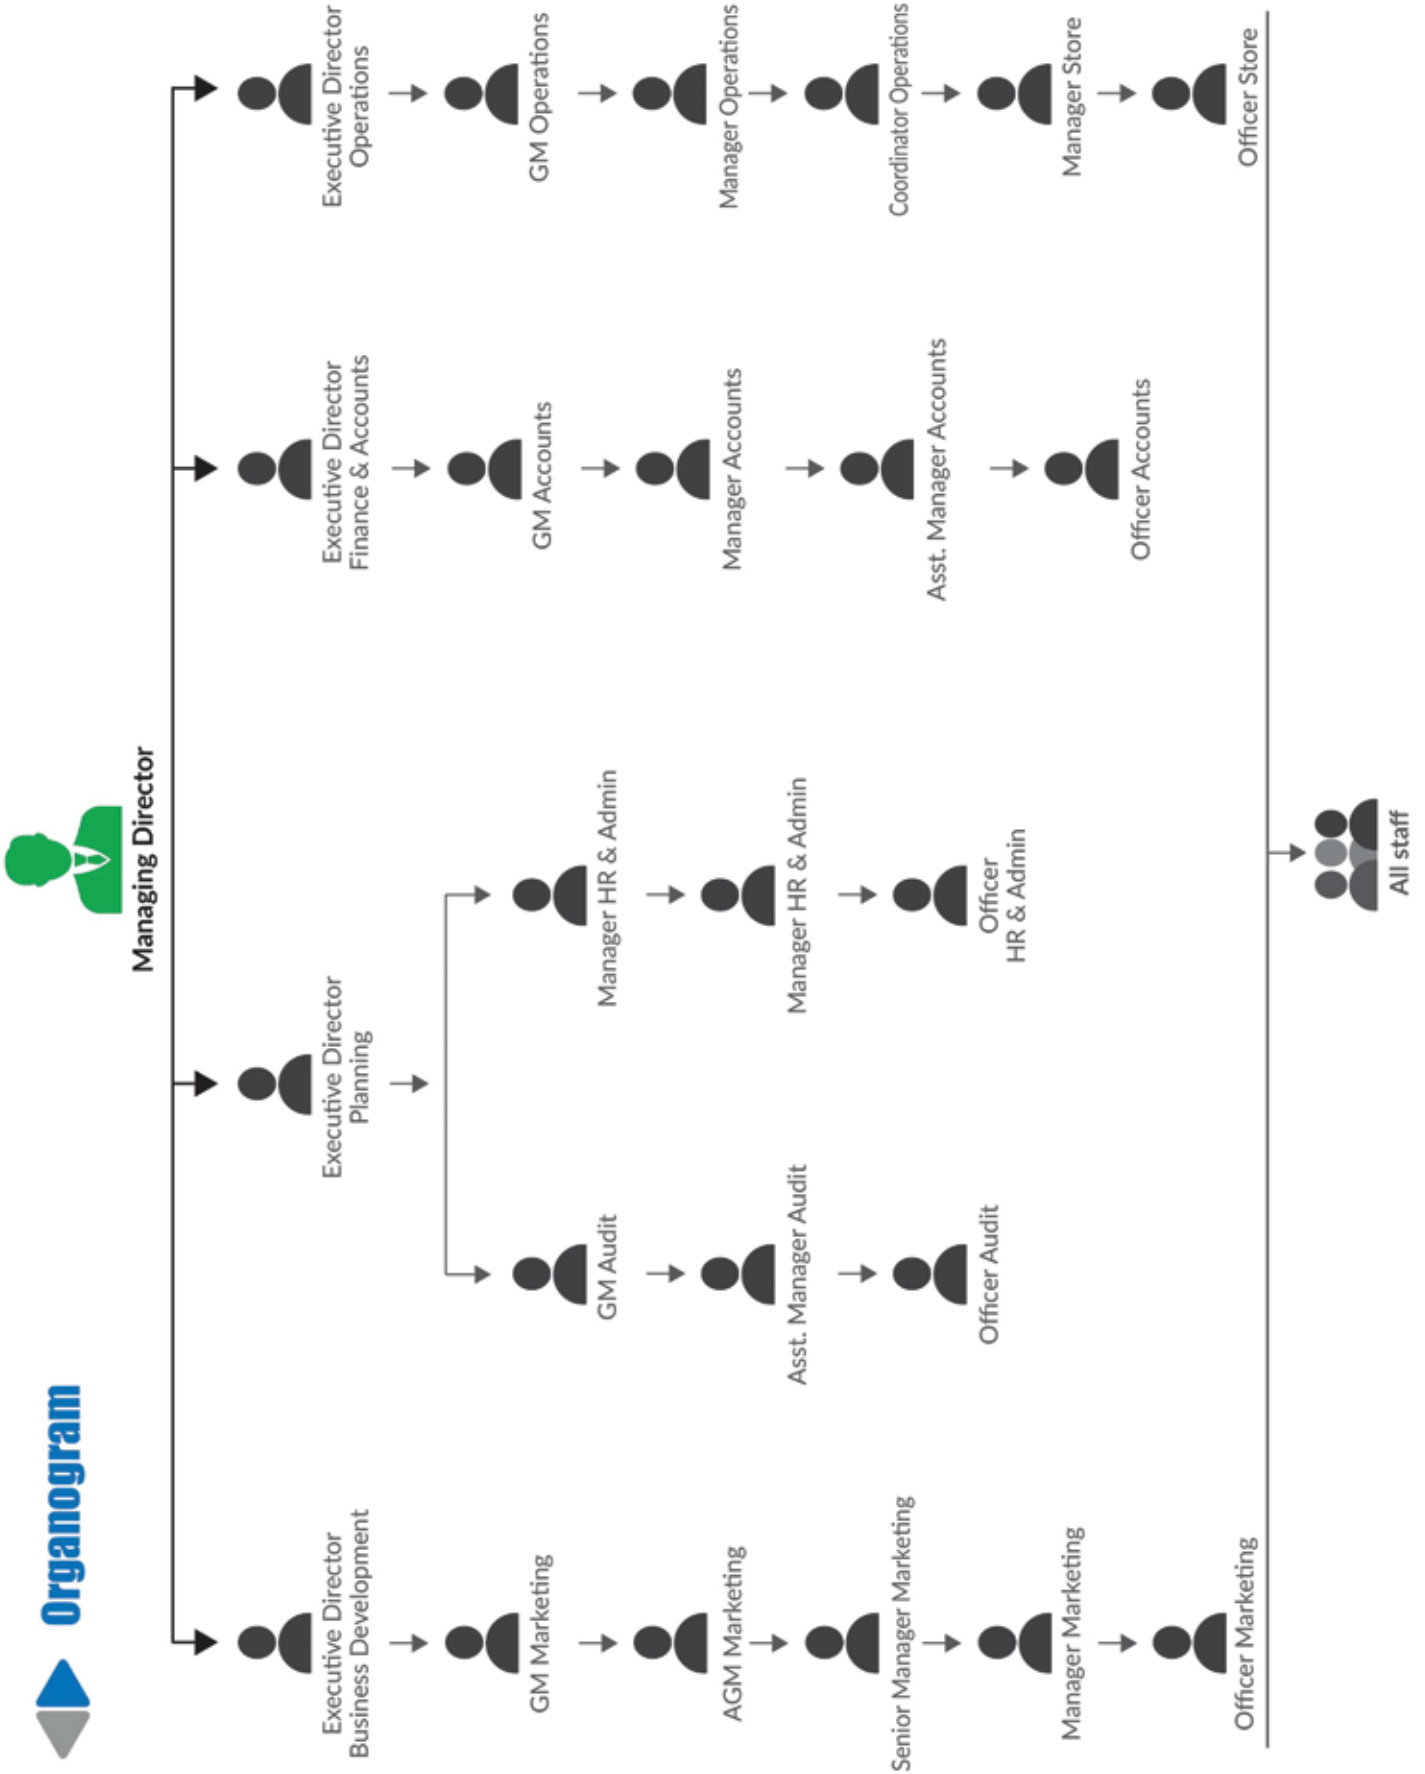 Organogram
Managing Director
Executive Director
Business Development
GM Marketing
AGM Marketing
Senior Manager Marketing
Manager Marketing
Officer Marketing
Executive Director
Planning
GM Audit
Asst. Manager Audit
Officer Audit
Manager HR & Admin
Manager HR & Admin
Officer
HR & Admin
Executive Director
Finance & Accounts
GM Accounts
Manager Accounts
Asst. Manager Accounts
Officer Accounts
Executive Director
Operations
GM Operations
Manager Operations
Coordinator Operations
Manager Store
Officer Store
All staff